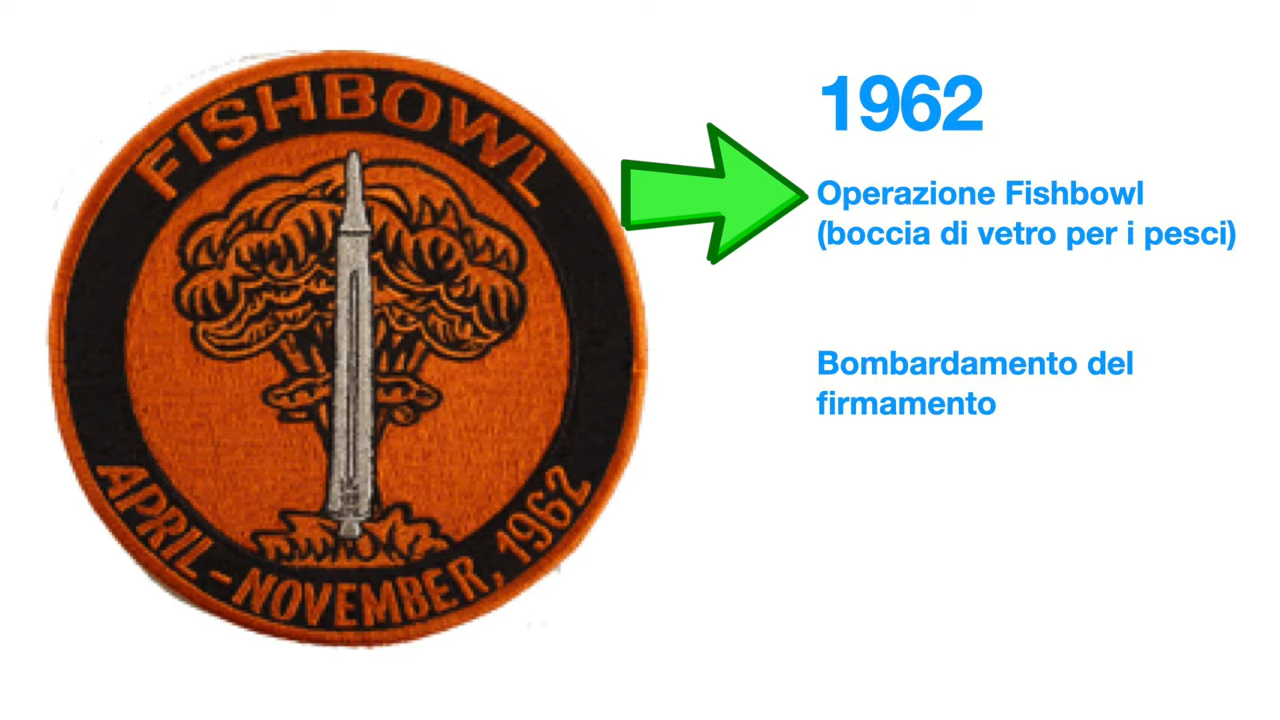 FISHBOWL
APRIL - NOVEMBER, 1962
1962
Operazione Fishbowl
(boccia di vetro per i pesci)
Bombardamento del
firmamento